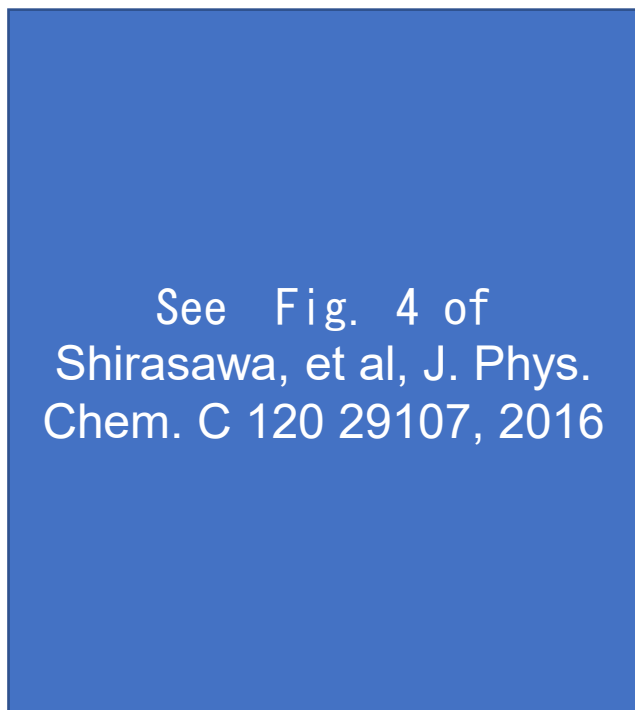 See Fig. 4 of
Shirasawa, et al, J. Phys.
Chem. C 120 29107, 2016